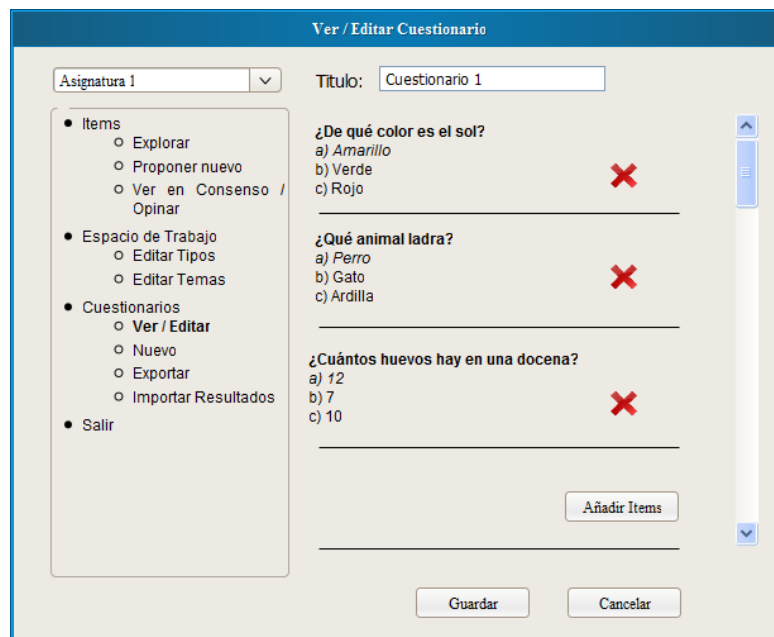 Ver / Editar Cuestionario
Asignatura 1
Titulo: Cuestionario 1
Items
Explorar
Proponer nuevo
Ver en Consenso /
Opinar
Espacio de Trabajo
Editar Tipos
Editar Temas
Cuestionarios
Ver / Editar
Nuevo
Exportar
Importar Resultados
Salir
¿De qué color es el sol?
a) Amarillo
b) Verde
c) Rojo
¿Qué animal ladra?
a) Perro
b) Gato
c) Ardilla
¿Cuántos huevos hay en una docena?
a) 12
b) 7
c) 10
Añadir Items
Guardar
Cancelar